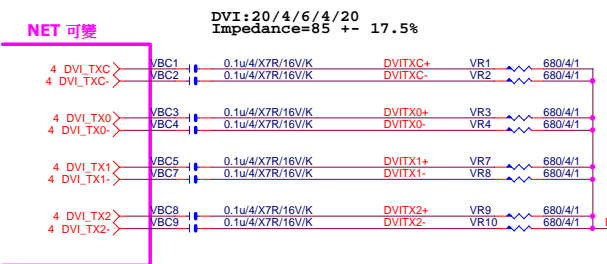 DVI:20/4/6/4/20
NET 可變
Impedance=85 +- 17.5%
4 DVI_TXC VBC1 0.1u/4/X7R/16V/K DVITXC+ VR1 680/4/1
4 DVI_TXC- VBC2 0.1u/4/X7R/16V/K DVITXC- VR2 680/4/1
4 DVI_TX0 VBC3 0.1u/4/X7R/16V/K DVITX0+ VR3 680/4/1
4 DVI_TX0- VBC4 0.1u/4/X7R/16V/K DVITX0- VR4 680/4/1
4 DVI_TX1 VBC5 0.1u/4/X7R/16V/K DVITX1+ VR7 680/4/1
4 DVI_TX1- VBC7 0.1u/4/X7R/16V/K DVITX1- VR8 680/4/1
4 DVI_TX2 VBC8 0.1u/4/X7R/16V/K DVITX2+ VR9 680/4/1
4 DVI_TX2- VBC9 0.1u/4/X7R/16V/K DVITX2- VR10 680/4/1